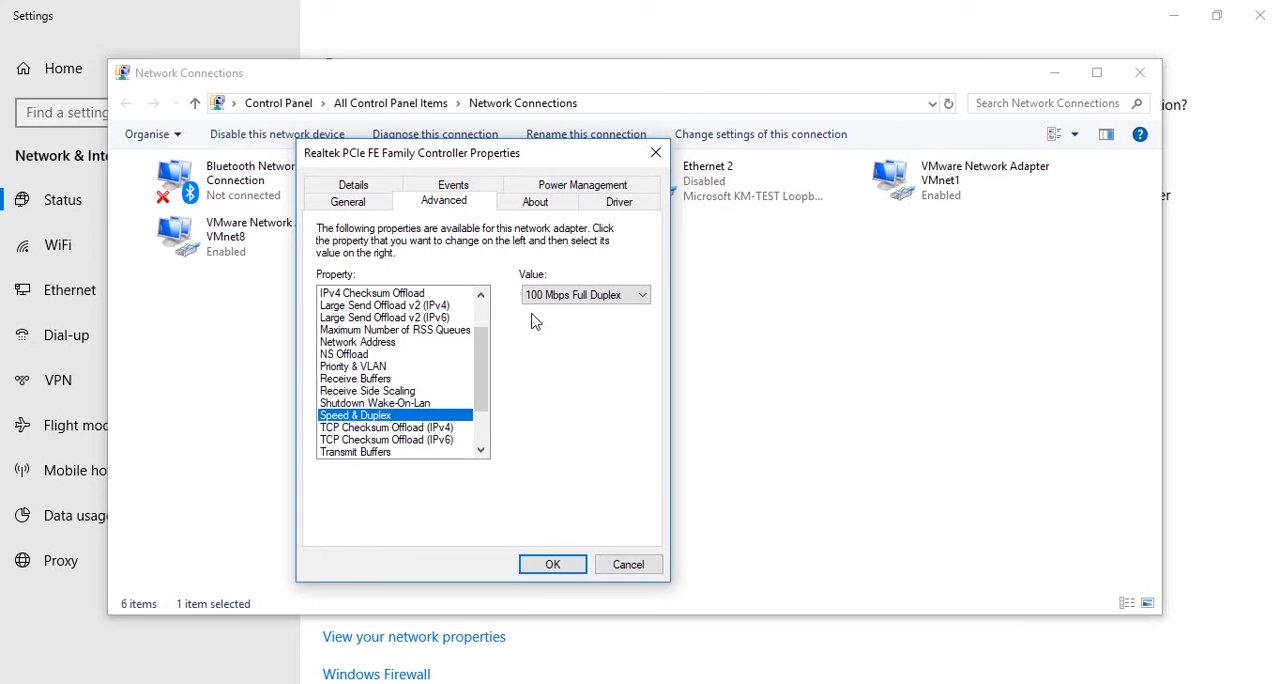 Settings
Home
Find a setting
Network & Inte
Status
WiFi
Ethernet
Dial-up
VPN
Flight mod
Mobile ho
Data usag
Proxy
ion?
er
Network Connections
Control Panel > All Control Panel Items > Network Connections
Search Network Connections
Organise
Disable this network device
Diagnose this connection
Rename this connection
Change settings of this connection
Bluetooth Networ
Connection
Not connected
VMware Network
VMnet8
Enabled
Ethernet 2
Disabled
Microsoft KM-TEST Loopb...
VMware Network Adapter
VMnet1
Enabled
Realtek PCIe FE Family Controller Properties
Details
Events
Power Management
General
Advanced
About
Driver
The following properties are available for this network adapter. Click
the property that you want to change on the left and then select its
value on the right.
Property:
Value:
IPv4 Checksum Offload
Large Send Offload v2 (IPv4)
Large Send Offload v2 (IPv6)
Maximum Number of RSS Queues
Network Address
NS Offload
Priority & VLAN
Receive Buffers
Receive Side Scaling
Shutdown Wake-On-Lan
Speed & Duplex
TCP Checksum Offload (IPv4)
TCP Checksum Offload (IPv6)
Transmit Buffers
100 Mbps Full Duplex
OK
Cancel
6 items
1 item selected
View your network properties
Windows Firewall